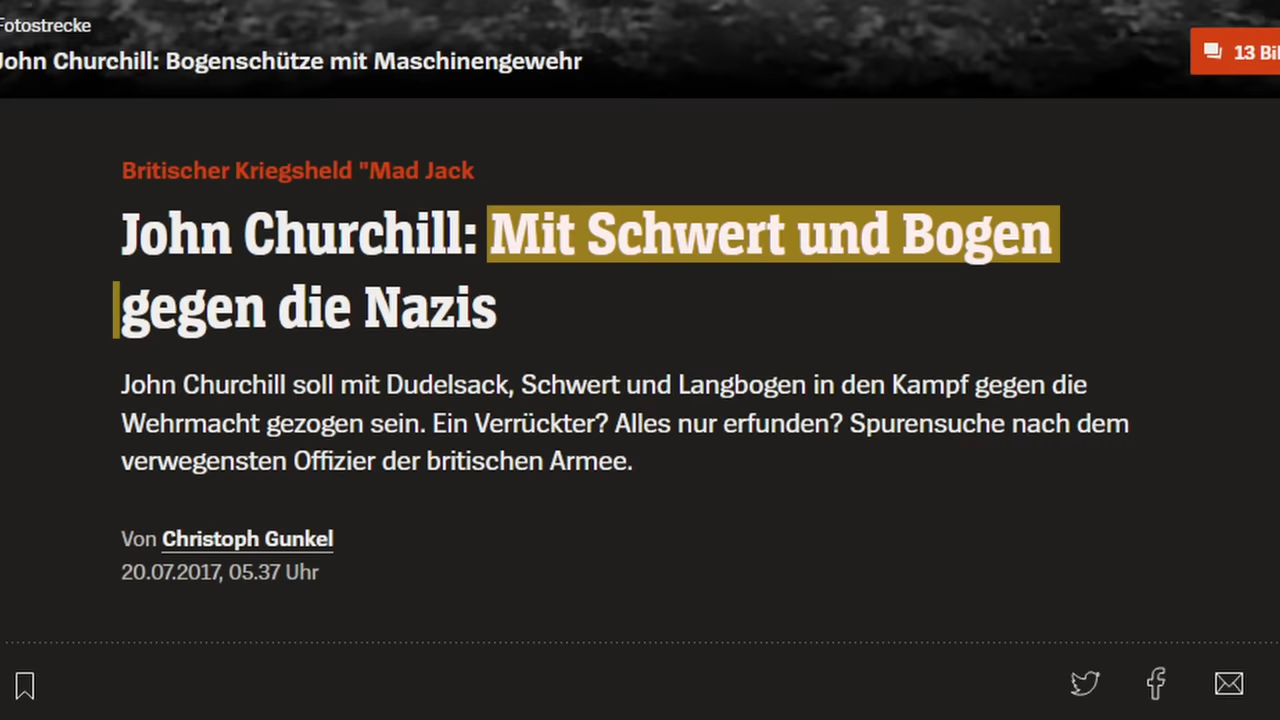 Fotostrecke
John Churchill: Bogenschütze mit Maschinengewehr
13 Bil
Britischer Kriegsheld "Mad Jack
John Churchill: Mit Schwert und Bogen
gegen die Nazis
John Churchill soll mit Dudelsack, Schwert und Langbogen in den Kampf gegen die
Wehrmacht gezogen sein. Ein Verrückter? Alles nur erfunden? Spurensuche nach dem
verwegensten Offizier der britischen Armee.
Von Christoph Gunkel
20.07.2017, 05.37 Uhr